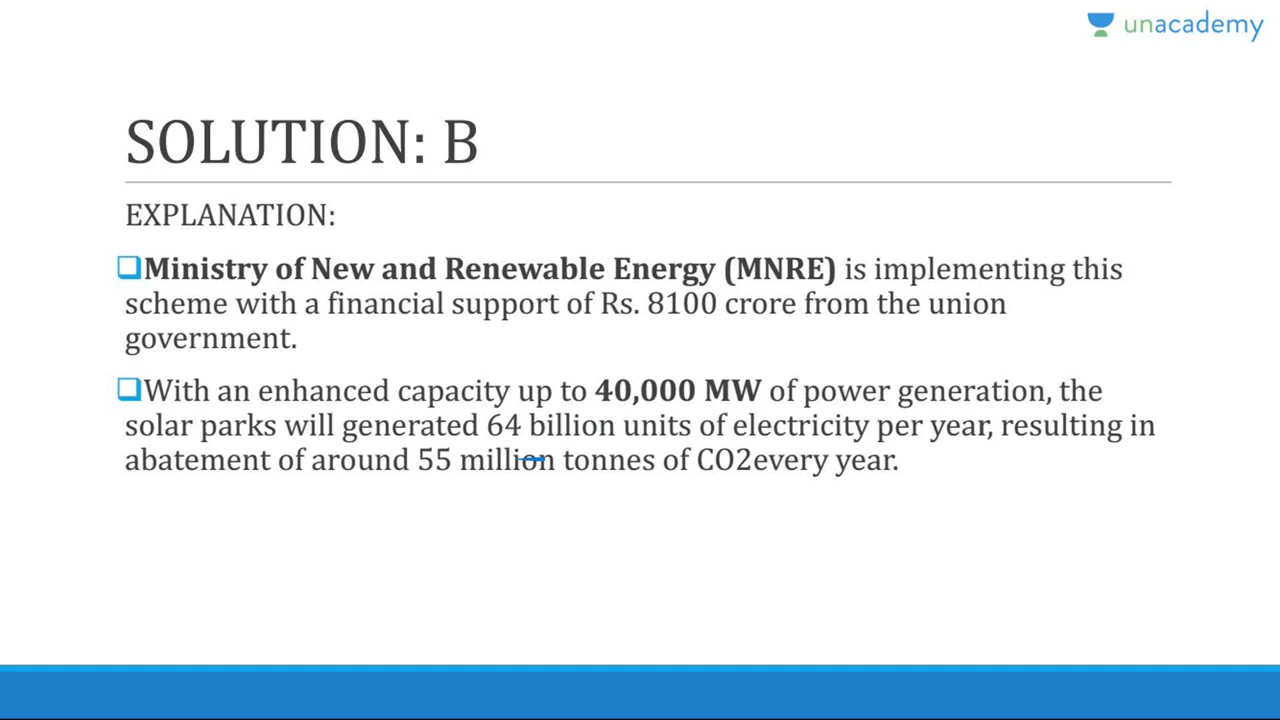 unacademy
SOLUTION: B
EXPLANATION:
Ministry of New and Renewable Energy (MNRE) is implementing this
scheme with a financial support of Rs. 8100 crore from the union
government.
With an enhanced capacity up to 40,000 MW of power generation, the
solar parks will generated 64 billion units of electricity per year, resulting in
abatement of around 55 million tonnes of CO2every year.